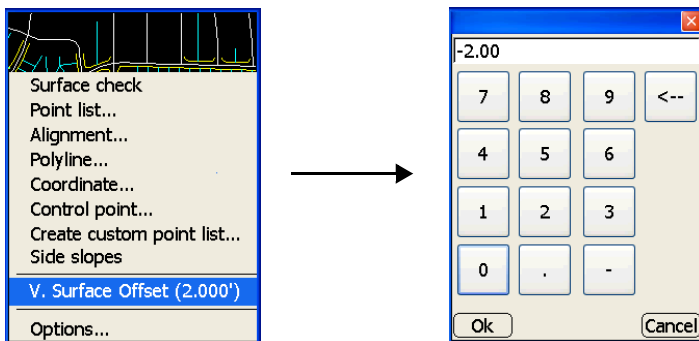 Surface check
Point list...
Alignment...
Polyline...
Coordinate...
Control point...
Create custom point list...
Side slopes
V. Surface Offset (2.000')
Options...
-2.00
7 8 9 <--
4 5 6
1 2 3
0 . -
Ok Cancel